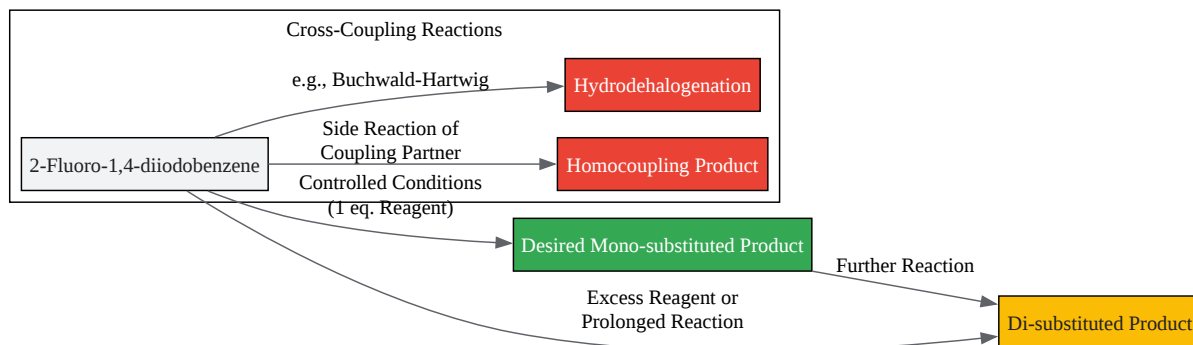 Cross-Coupling Reactions
e.g., Buchwald-Hartwig
Hydrodehalogenation
Side Reaction of
Coupling Partner
2-Fluoro-1,4-diiodobenzene
Homocoupling Product
Controlled Conditions
(1 eq. Reagent)
Desired Mono-substituted Product
Further Reaction
Excess Reagent or
Prolonged Reaction
Di-substituted Product